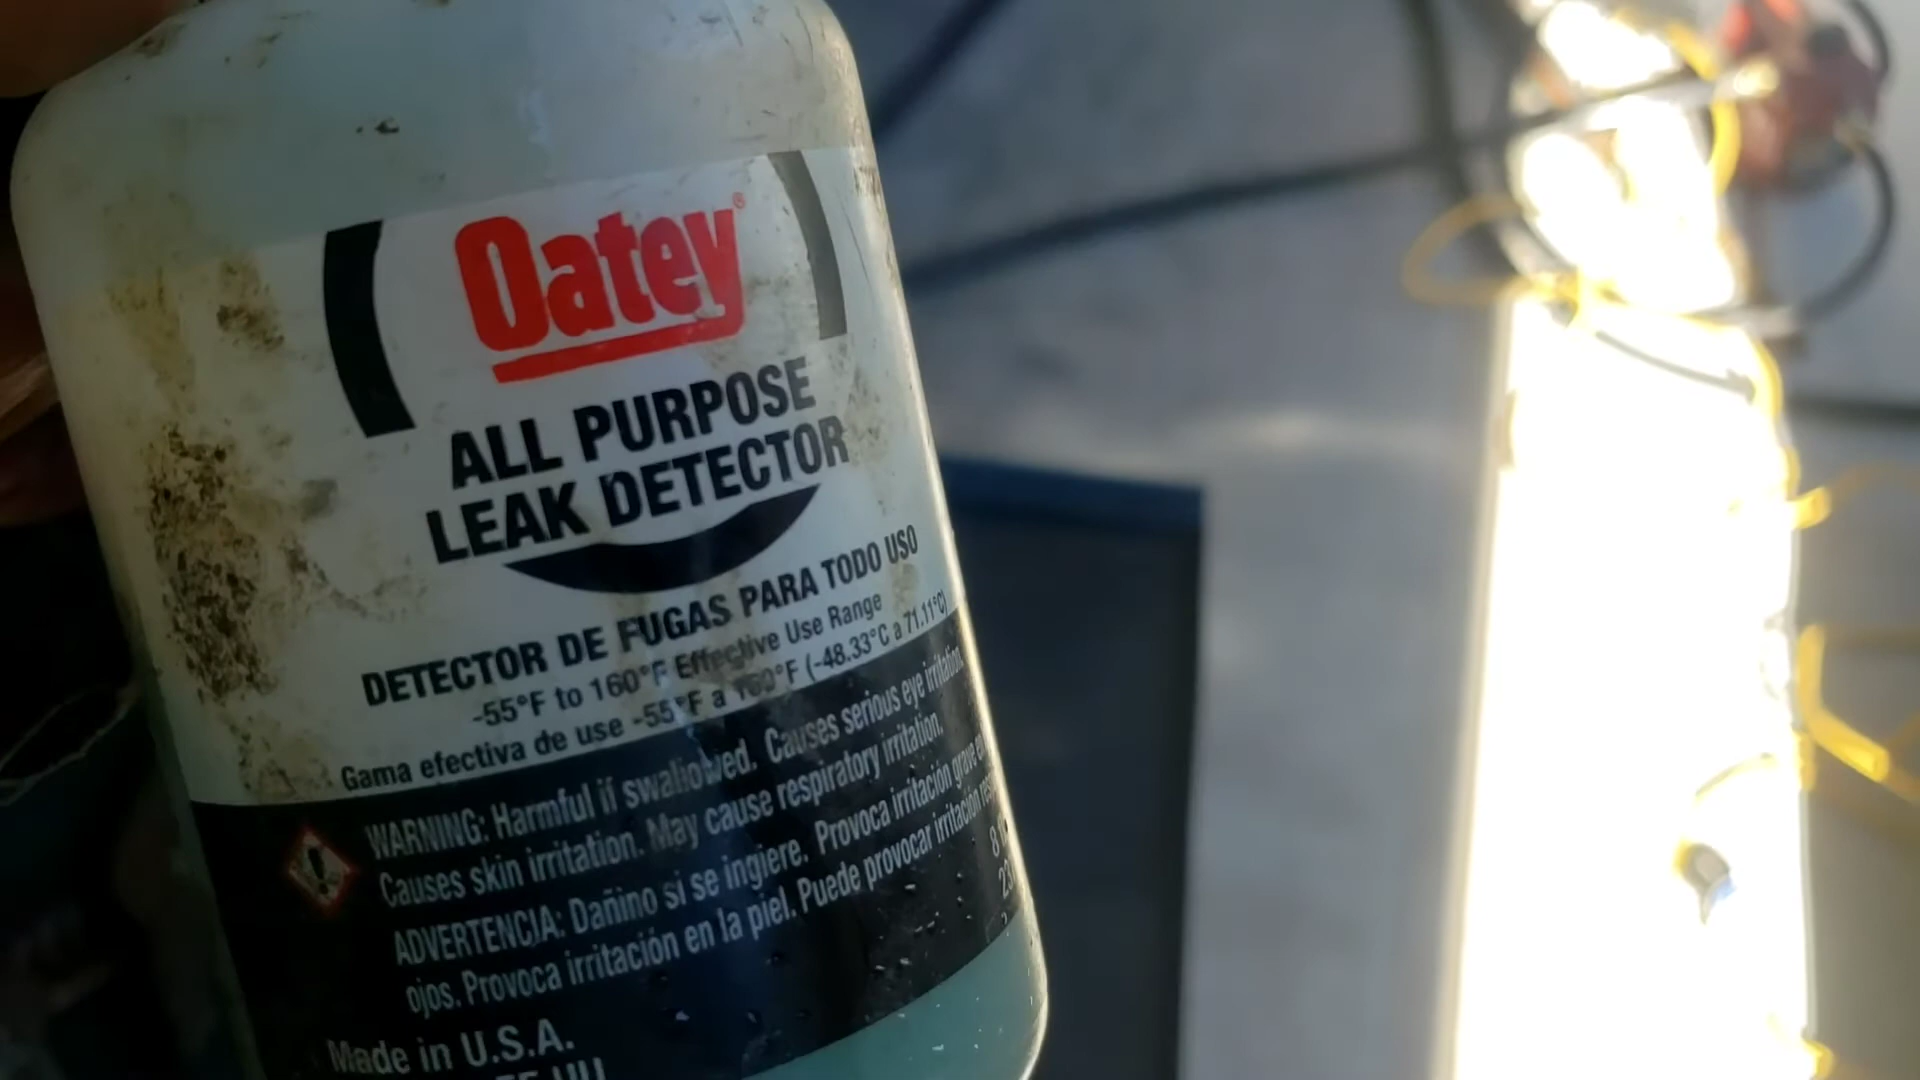 Oatey®
ALL PURPOSE
LEAK DETECTOR
DETECTOR DE FUGAS PARA TODO USO
-55°F to 160°F Effective Use Range
Gama efectiva de use -55°F a 160°F (-48.33°C a 71.11°C)
WARNING: Harmful if swallowed. Causes serious eye irritation.
Causes skin irritation. May cause respiratory irritation.
ADVERTENCIA: Dañino si se ingiere. Provoca irritación grave en
ojos. Provoca irritación en la piel. Puede provocar irritación
8
Made in U.S.A.